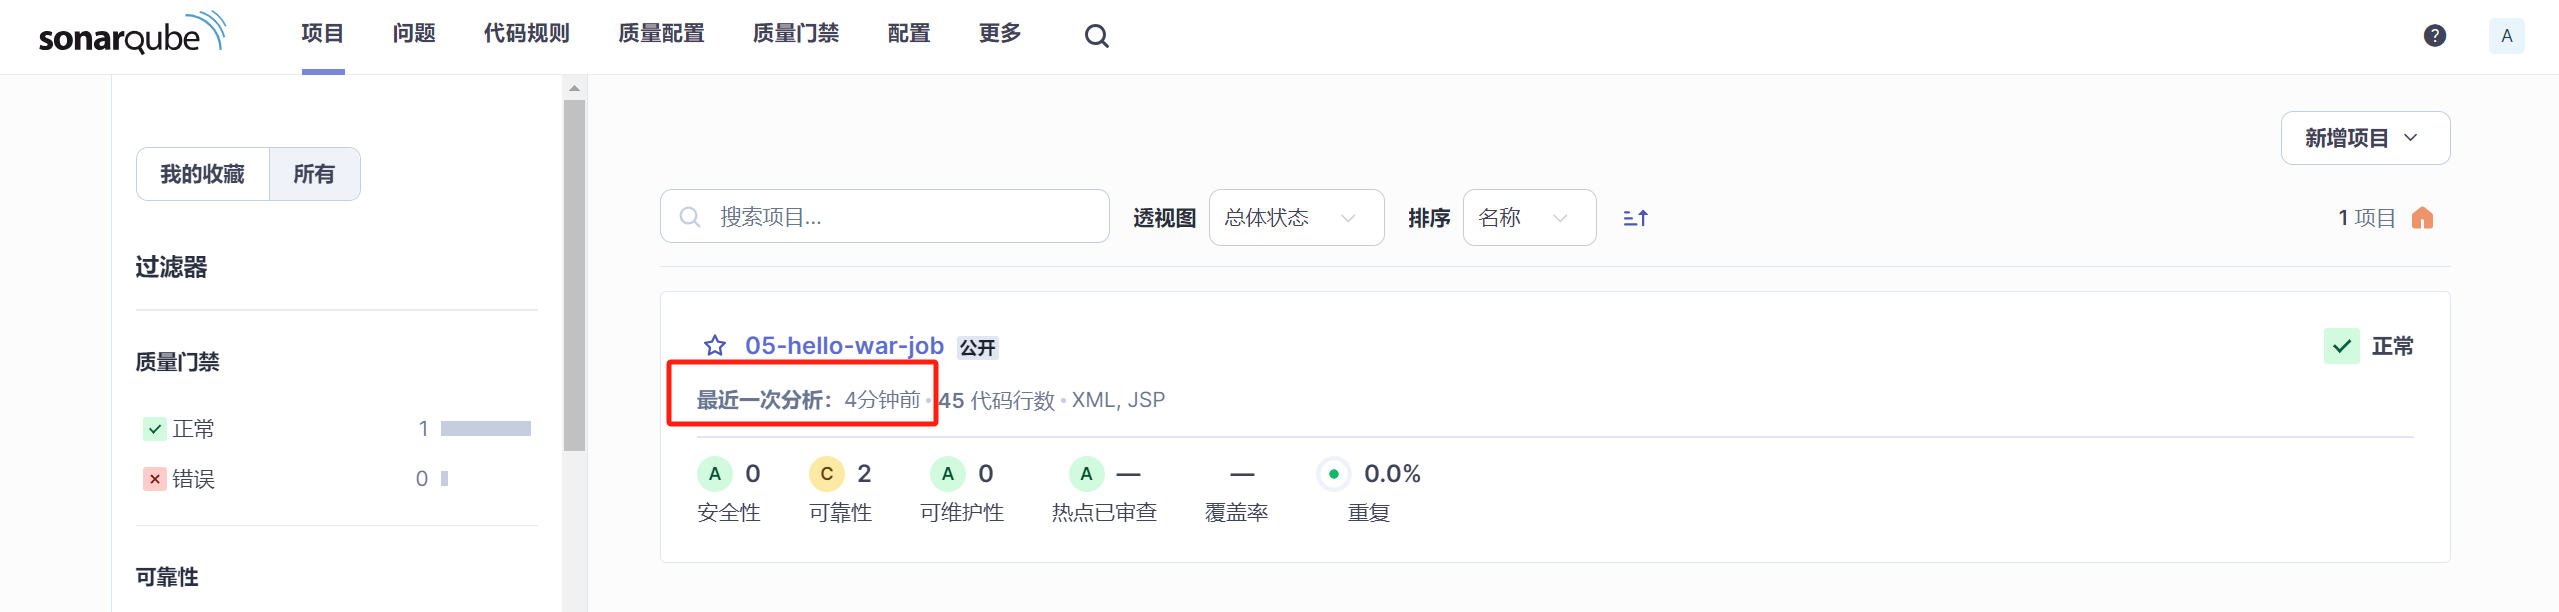 sonarqube 项目 问题 代码规则 质量配置 质量门禁 配置 更多 ? A
新增项目
我的收藏 所有
搜索项目... 透视图 总体状态 排序 名称 1 项目
过滤器
质量门禁
正常 1
错误 0
可靠性
05-hello-war-job 公开 正常
最近一次分析: 4分钟前 • 45 代码行数 • XML, JSP
A 0 C 2 A 0 A — — 0.0%
安全性 可靠性 可维护性 热点已审查 覆盖率 重复